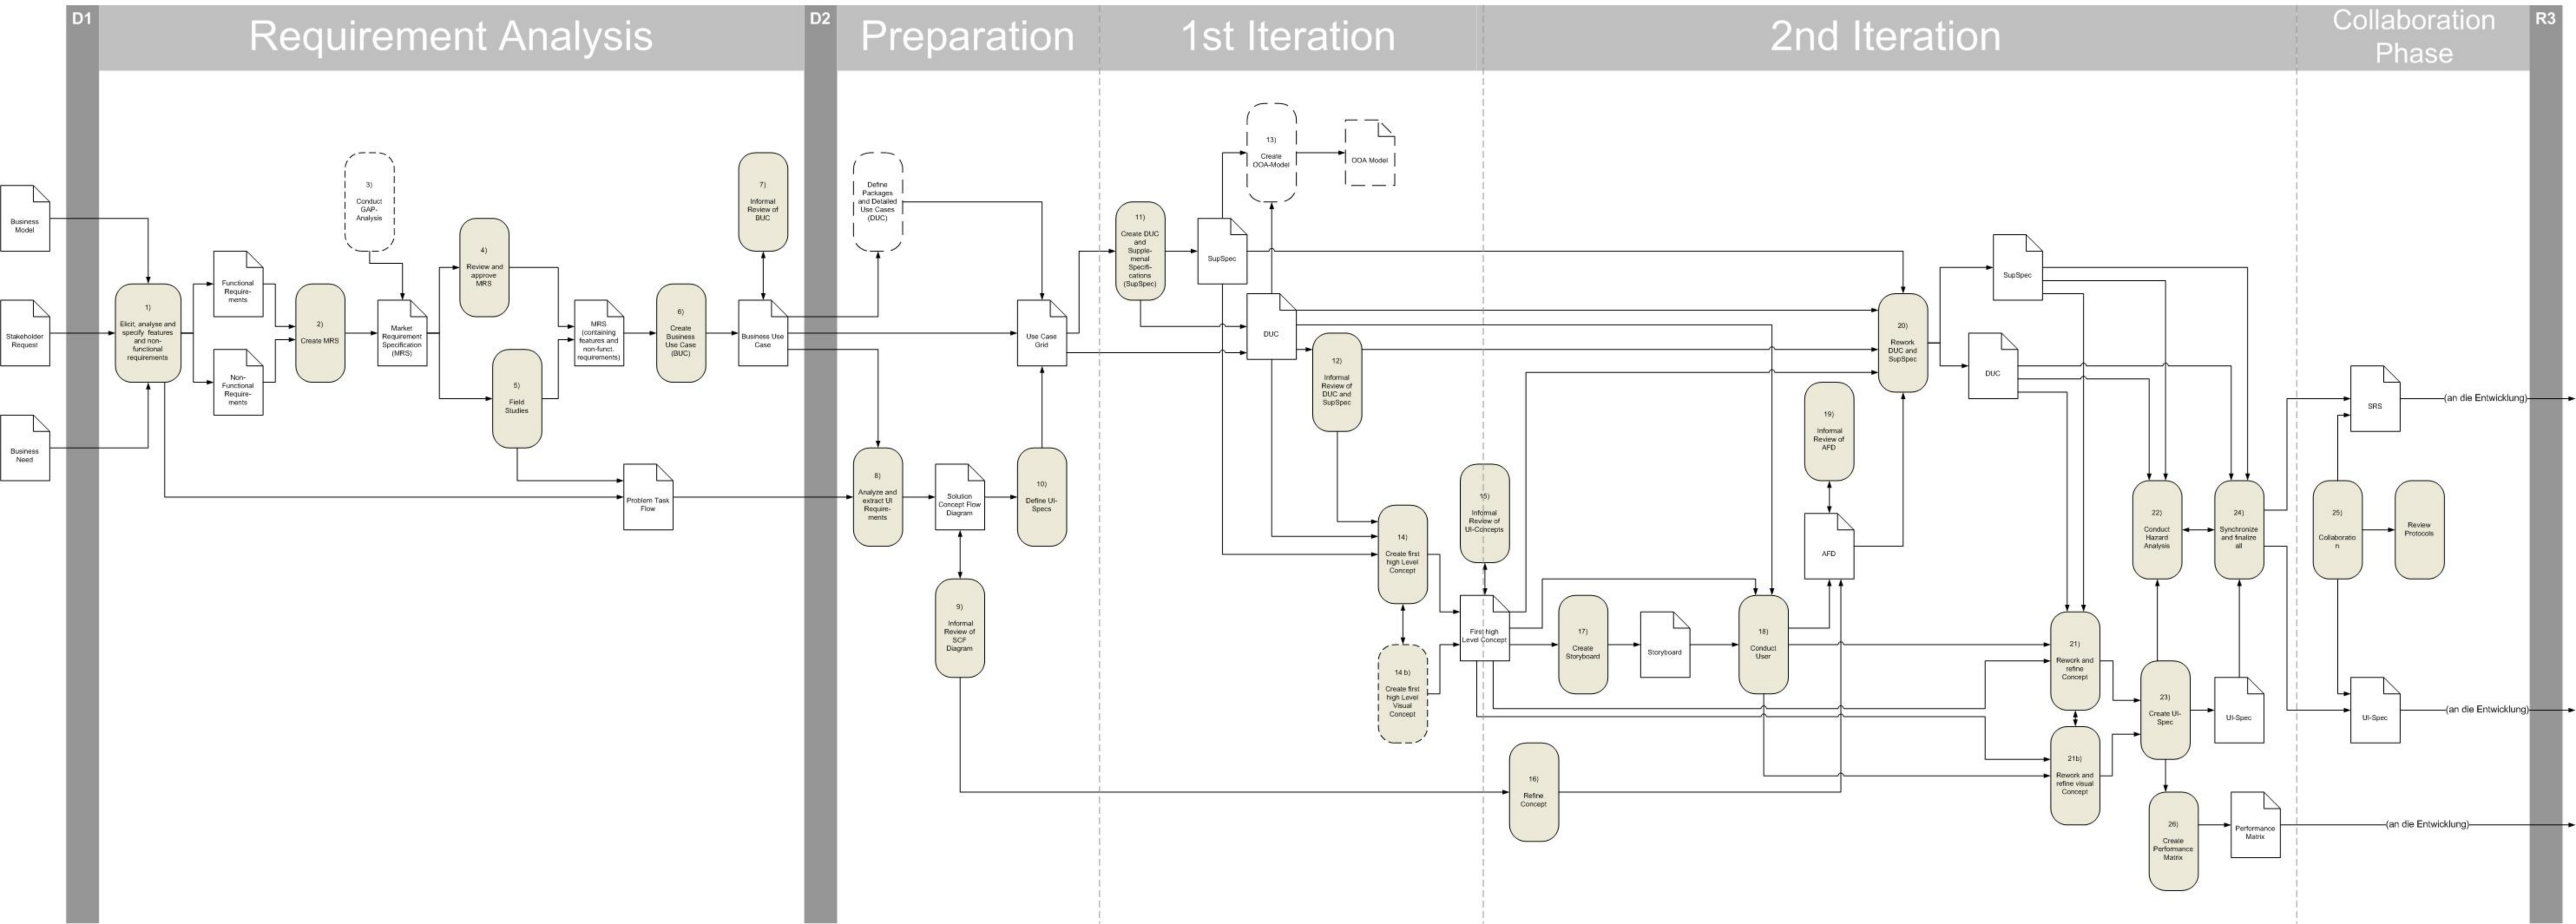 D1
Requirement Analysis
D2
Preparation
1st Iteration
2nd Iteration
Collaboration
Phase
R3
Business
Model
Stakeholder
Request
Business
Need
1)
Elicit, analyse and
specify features
and non-
functional
requirements
Functional
Require-
ments
Non-
Functional
Require-
ments
2)
Create MRS
3)
Conduct
GAP-
Analysis
Market
Requirement
Specification
(MRS)
4)
Review and
approve
MRS
5)
Field
Studies
MRS
(containing
features and
non-funct.
requirements)
Problem Task
Flow
6)
Create
Business
Use Case
(BUC)
7)
Informal
Review of
BUC
Business Use
Case
Define
Packages
and Detailed
Use Cases
(DUC)
8)
Analyze and
extract UI
Require-
ments
Solution
Concept Flow
Diagram
9)
Informal
Review of
SCF
Diagram
10)
Define UI-
Specs
Use Case
Grid
11)
Create DUC
and
Supple-
menal
Specifi-
cations
(SupSpec)
SupSpec
13)
Create
OOA-Model
OOA Model
DUC
12)
Informal
Review of
DUC and
SupSpec
14)
Create first
high Level
Concept
14 b)
Create first
high Level
Visual
Concept
15)
Informal
Review of
UI-Concepts
First high
Level Concept
16)
Refine
Concept
17)
Create
Storyboard
Storyboard
18)
Conduct
User
19)
Informal
Review of
AFD
AFD
20)
Rework
DUC and
SupSpec
SupSpec
DUC
21)
Rework and
refine
Concept
21b)
Rework and
refine visual
Concept
22)
Conduct
Hazard
Analysis
23)
Create UI-
Spec
24)
Synchronize
and finalize
all
UI-Spec
26)
Create
Performance
Matrix
Performance
Matrix
25)
Collaboratio
n
Review
Protocols
SRS
UI-Spec
(an die Entwicklung)
(an die Entwicklung)
(an die Entwicklung)